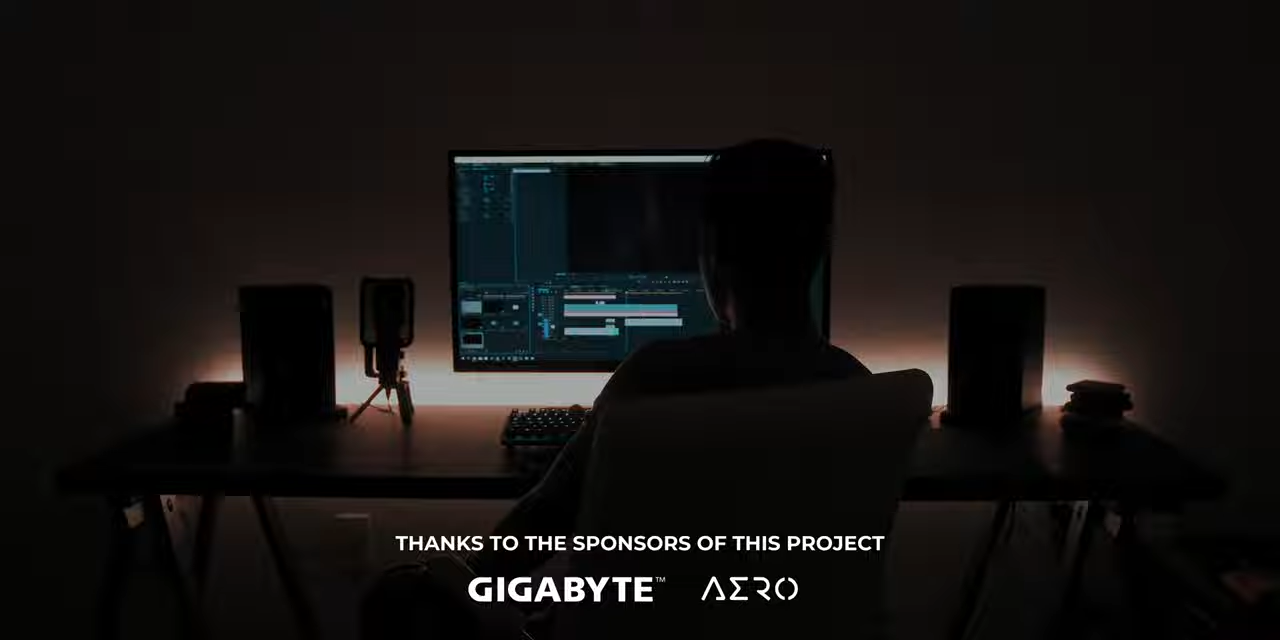 THANKS TO THE SPONSORS OF THIS PROJECT
GIGABYTE™ AERO